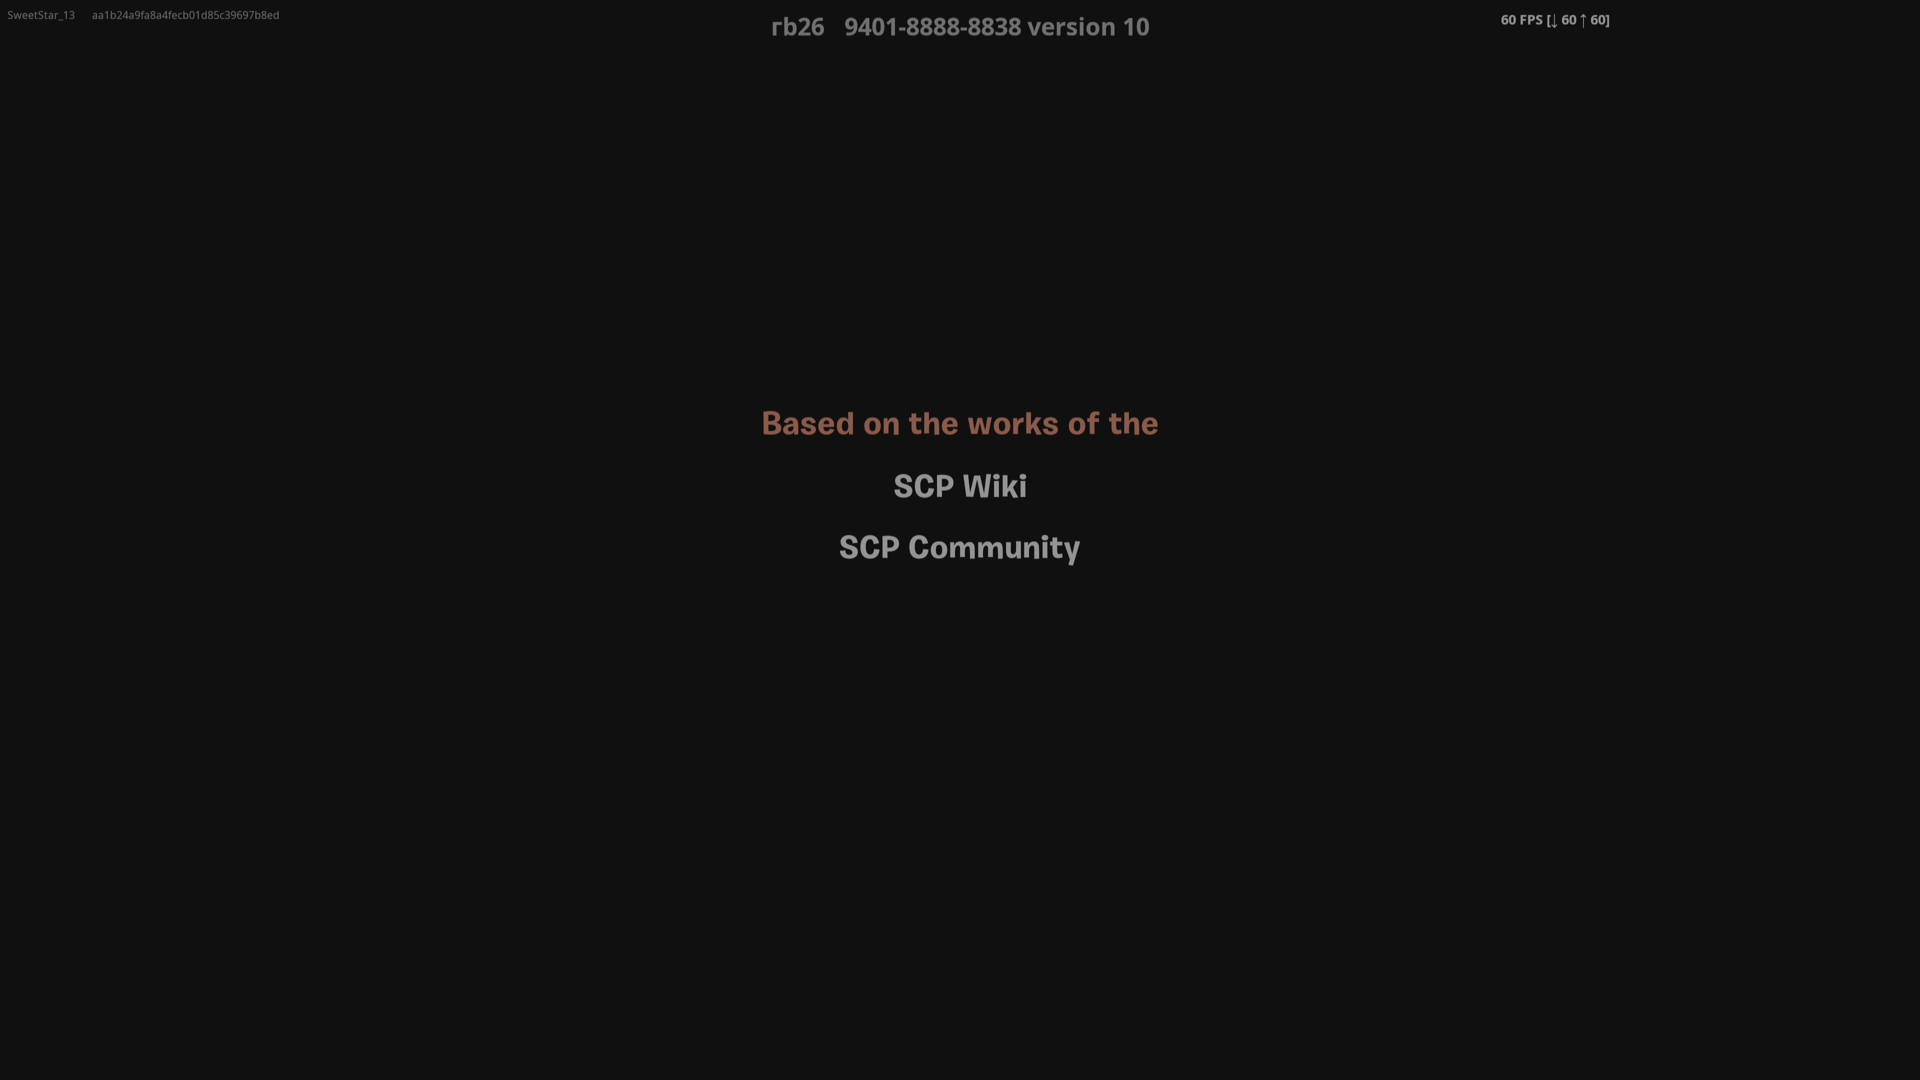 SweetStar_13 aa1b24a9fa8a4fecb01d85c39697b8ed
rb26 9401-8888-8838 version 10
60 FPS [↓ 60 ↑ 60]
Based on the works of the
SCP Wiki
SCP Community